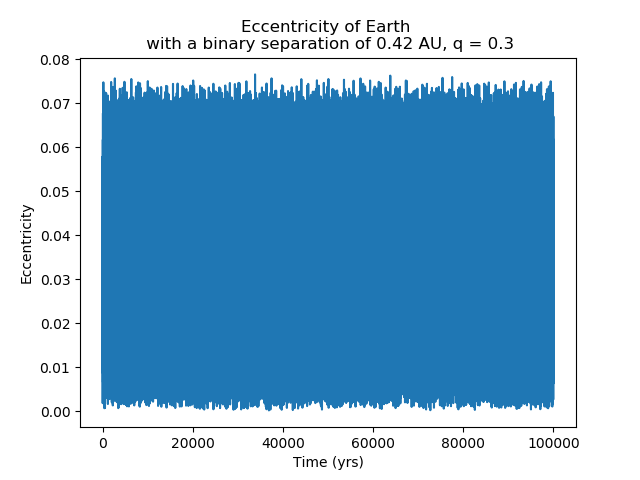 Eccentricity of Earth
with a binary separation of 0.42 AU, q = 0.3
0.08
0.07
0.06
0.05
0.04
0.03
0.02
0.01
0.00
Eccentricity
0 20000 40000 60000 80000 100000
Time (yrs)